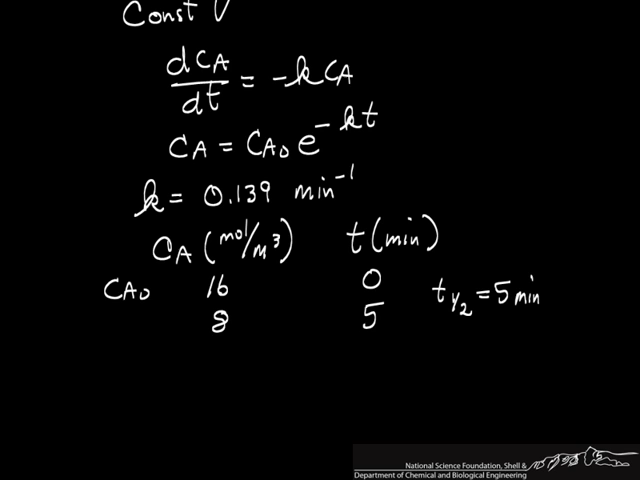 Const V
dCA/dt = -kCA
CA = CA0 e^-kt
k = 0.139 min^-1
CA (mol/m^3) t(min)
CA0 16 0 t1/2 = 5 min
8 5
National Science Foundation, Shell &
Department of Chemical and Biological Engineering